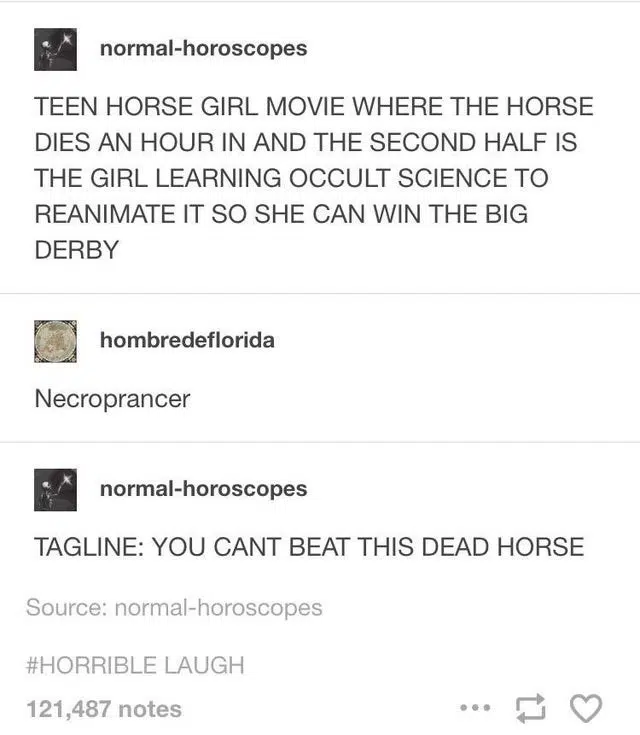 normal-horoscopes
TEEN HORSE GIRL MOVIE WHERE THE HORSE
DIES AN HOUR IN AND THE SECOND HALF IS
THE GIRL LEARNING OCCULT SCIENCE TO
REANIMATE IT SO SHE CAN WIN THE BIG
DERBY
hombredeflorida
Necroprancer
normal-horoscopes
TAGLINE: YOU CANT BEAT THIS DEAD HORSE
Source: normal-horoscopes
#HORRIBLE LAUGH
121,487 notes